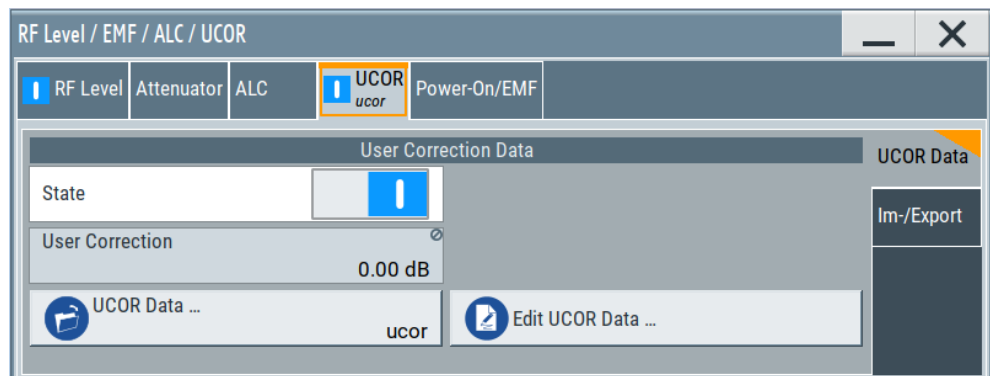 RF Level / EMF / ALC / UCOR
RF Level Attenuator ALC UCOR Power-On/EMF
ucor
User Correction Data
UCOR Data
State
Im-/Export
User Correction
0.00 dB
UCOR Data ...
ucor
Edit UCOR Data ...